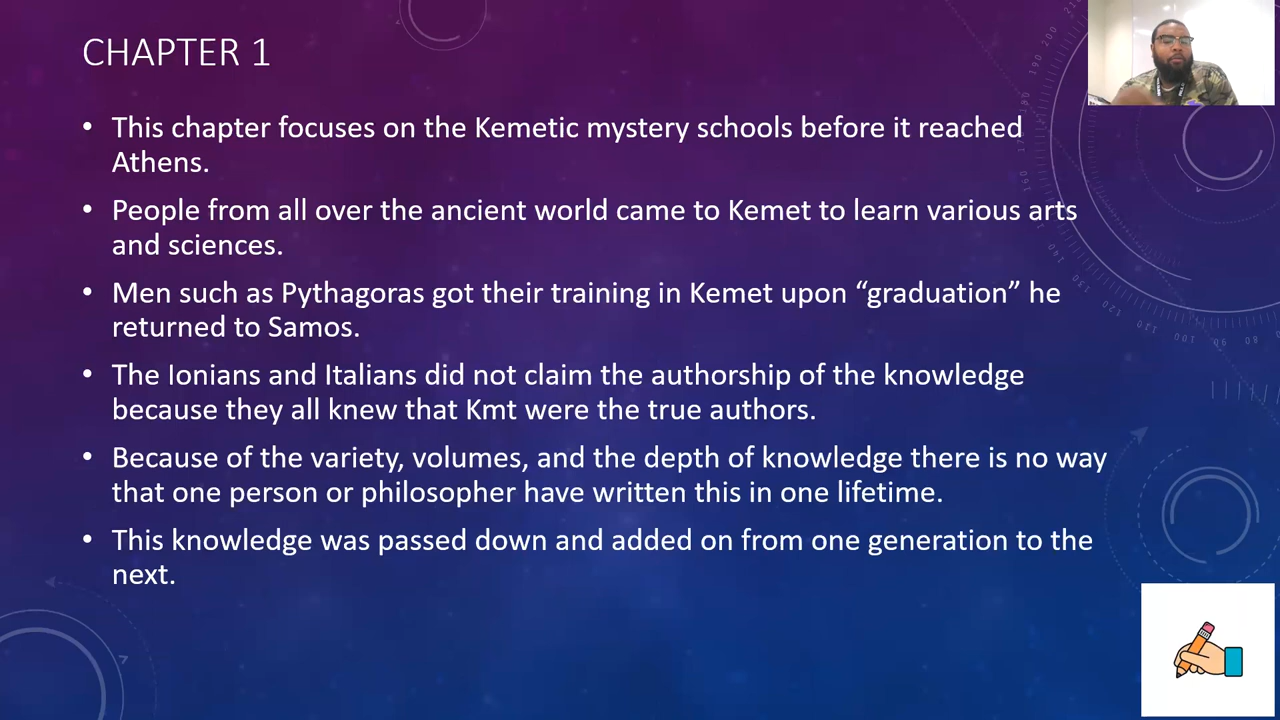 CHAPTER 1
• This chapter focuses on the Kemetic mystery schools before it reached
Athens.
• People from all over the ancient world came to Kemet to learn various arts
and sciences.
• Men such as Pythagoras got their training in Kemet upon “graduation” he
returned to Samos.
• The Ionians and Italians did not claim the authorship of the knowledge
because they all knew that Kmt were the true authors.
• Because of the variety, volumes, and the depth of knowledge there is no way
that one person or philosopher have written this in one lifetime.
• This knowledge was passed down and added on from one generation to the
next.